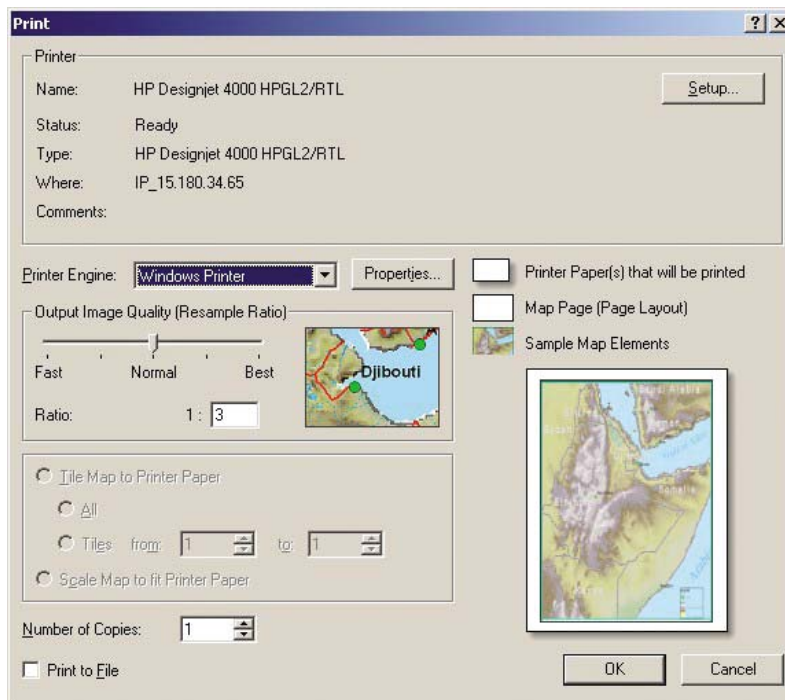 Print
Printer
Name: HP Designjet 4000 HPGL2/RTL
Setup...
Status: Ready
Type: HP Designjet 4000 HPGL2/RTL
Where: IP_15.180.34.65
Comments:
Printer Engine: Windows Printer Properties...
Printer Paper(s) that will be printed
Map Page (Page Layout)
Sample Map Elements
Output Image Quality (Resample Ratio)
Fast Normal Best
Ratio: 1 : 3
Djibouti
Tile Map to Printer Paper
All
Tiles from: 1 to: 1
Scale Map to fit Printer Paper
Number of Copies: 1
Print to File
Somalia
OK Cancel